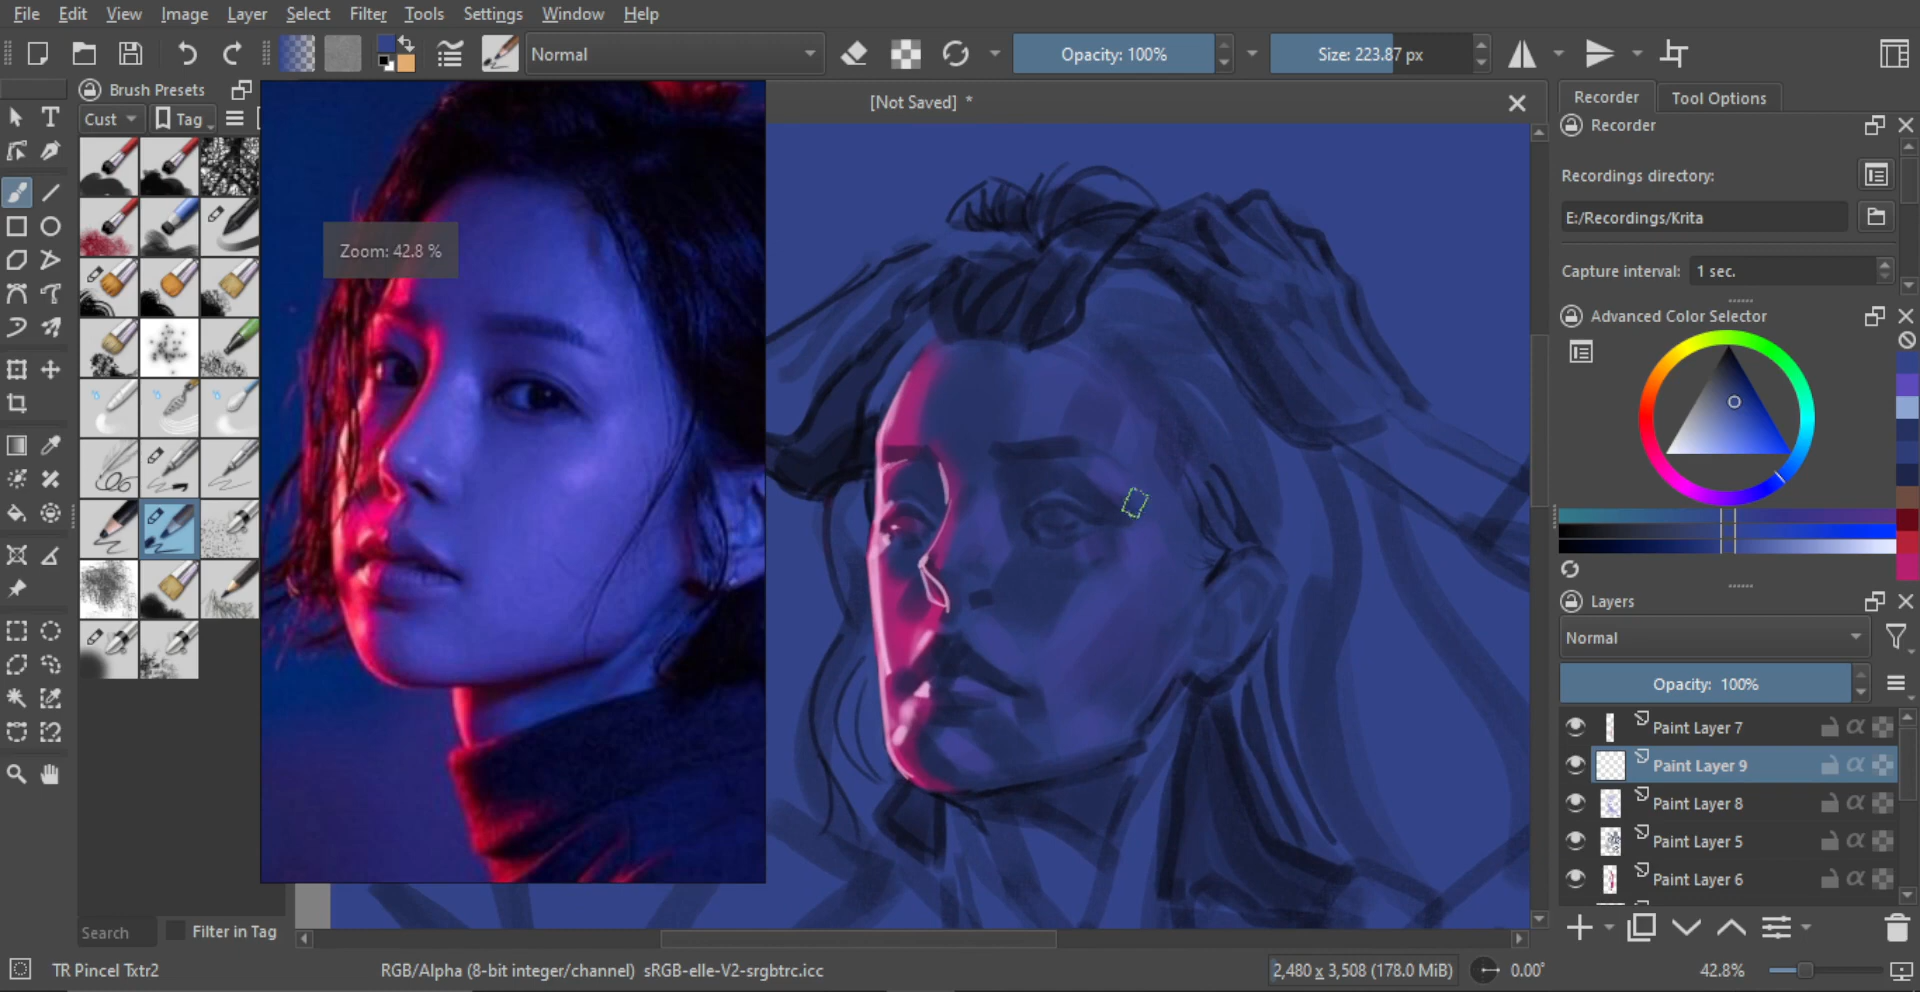 File Edit View Image Layer Select Filter Tools Settings Window Help
Normal
Opacity: 100%
Size: 223.87 px
Brush Presets
Cust
Tag
[Not Saved] *
Zoom: 42.8 %
Recorder
Tool Options
Recorder
Recordings directory:
E:/Recordings/Krita
Capture interval: 1 sec.
Advanced Color Selector
Layers
Normal
Opacity: 100%
Paint Layer 7
Paint Layer 9
Paint Layer 8
Paint Layer 5
Paint Layer 6
Search
Filter in Tag
TR Pincel Txtr2
RGB/Alpha (8-bit integer/channel) sRGB-elle-V2-srgbtrc.icc
2,480 x 3,508 (178.0 MiB)
0.00°
42.8%